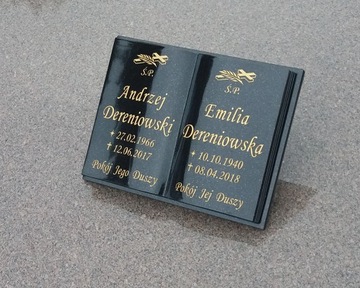 Ś.P.
Andrzej
Dereniowski
* 27.02.1966
+ 12.06.2017
Pokój Jego Duszy
Ś.P.
Emilia
Dereniowska
* 10.10.1940
+ 08.04.2018
Pokój Jej Duszy